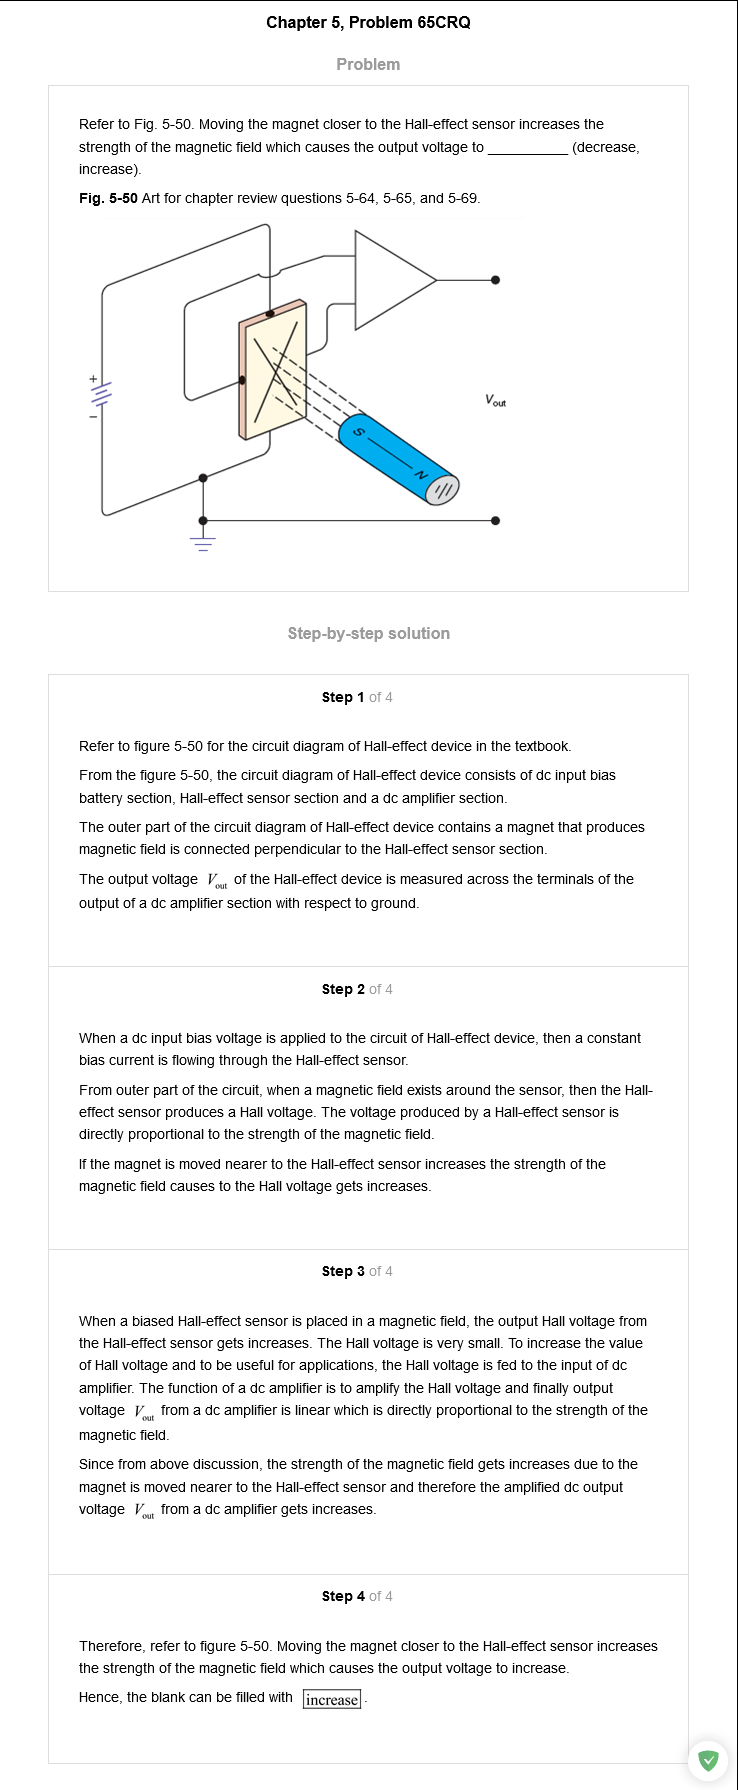 Chapter 5, Problem 65CRQ
Problem
Refer to Fig. 5-50. Moving the magnet closer to the Hall-effect sensor increases the
strength of the magnetic field which causes the output voltage to __________ (decrease,
increase).
Fig. 5-50 Art for chapter review questions 5-64, 5-65, and 5-69.
+
−
S
N
Vout
Step-by-step solution
Step 1 of 4
Refer to figure 5-50 for the circuit diagram of Hall-effect device in the textbook.
From the figure 5-50, the circuit diagram of Hall-effect device consists of dc input bias
battery section, Hall-effect sensor section and a dc amplifier section.
The outer part of the circuit diagram of Hall-effect device contains a magnet that produces
magnetic field is connected perpendicular to the Hall-effect sensor section.
The output voltage Vout of the Hall-effect device is measured across the terminals of the
output of a dc amplifier section with respect to ground.
Step 2 of 4
When a dc input bias voltage is applied to the circuit of Hall-effect device, then a constant
bias current is flowing through the Hall-effect sensor.
From outer part of the circuit, when a magnetic field exists around the sensor, then the Hall-
effect sensor produces a Hall voltage. The voltage produced by a Hall-effect sensor is
directly proportional to the strength of the magnetic field.
If the magnet is moved nearer to the Hall-effect sensor increases the strength of the
magnetic field causes to the Hall voltage gets increases.
Step 3 of 4
When a biased Hall-effect sensor is placed in a magnetic field, the output Hall voltage from
the Hall-effect sensor gets increases. The Hall voltage is very small. To increase the value
of Hall voltage and to be useful for applications, the Hall voltage is fed to the input of dc
amplifier. The function of a dc amplifier is to amplify the Hall voltage and finally output
voltage Vout from a dc amplifier is linear which is directly proportional to the strength of the
magnetic field.
Since from above discussion, the strength of the magnetic field gets increases due to the
magnet is moved nearer to the Hall-effect sensor and therefore the amplified dc output
voltage Vout from a dc amplifier gets increases.
Step 4 of 4
Therefore, refer to figure 5-50. Moving the magnet closer to the Hall-effect sensor increases
the strength of the magnetic field which causes the output voltage to increase.
Hence, the blank can be filled with increase.